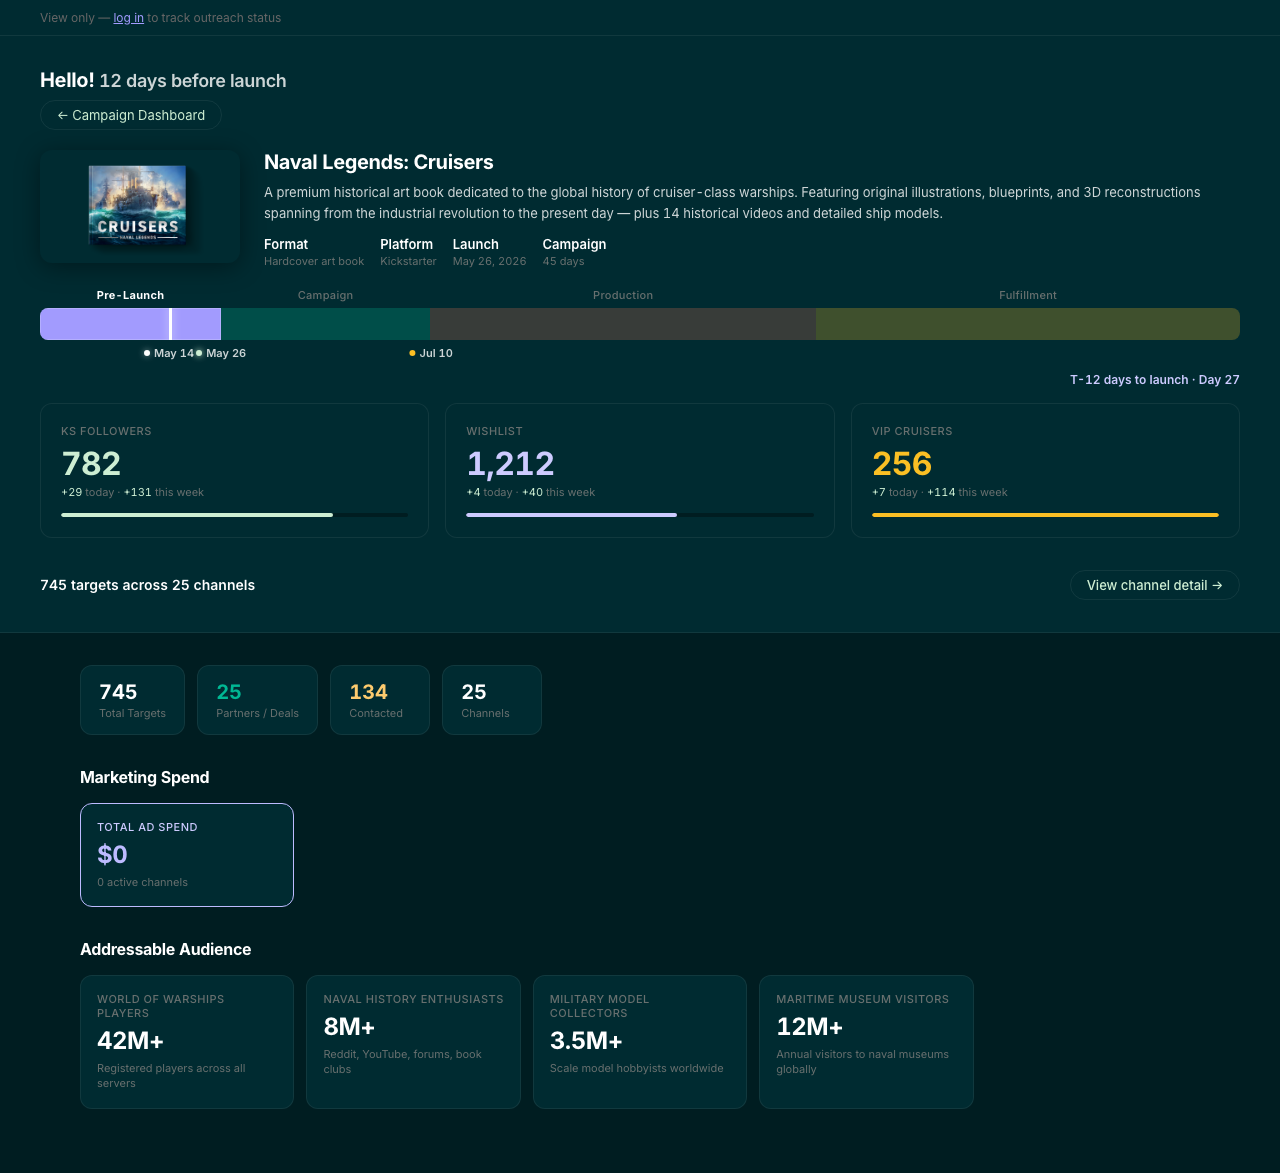 View only — log in to track outreach status
Hello! 12 days before launch
← Campaign Dashboard
CRUISERS
NAVAL LEGENDS
Naval Legends: Cruisers
A premium historical art book dedicated to the global history of cruiser-class warships. Featuring original illustrations, blueprints, and 3D reconstructions
spanning from the industrial revolution to the present day — plus 14 historical videos and detailed ship models.
Format Platform Launch Campaign
Hardcover art book Kickstarter May 26, 2026 45 days
Pre-Launch Campaign Production Fulfillment
May 14 May 26 Jul 10
T-12 days to launch · Day 27
KS FOLLOWERS
782
+29 today · +131 this week
WISHLIST
1,212
+4 today · +40 this week
VIP CRUISERS
256
+7 today · +114 this week
745 targets across 25 channels
View channel detail →
745
Total Targets
25
Partners / Deals
134
Contacted
25
Channels
Marketing Spend
TOTAL AD SPEND
$0
0 active channels
Addressable Audience
WORLD OF WARSHIPS
PLAYERS
42M+
Registered players across all
servers
NAVAL HISTORY ENTHUSIASTS
8M+
Reddit, YouTube, forums, book
clubs
MILITARY MODEL
COLLECTORS
3.5M+
Scale model hobbyists worldwide
MARITIME MUSEUM VISITORS
12M+
Annual visitors to naval museums
globally